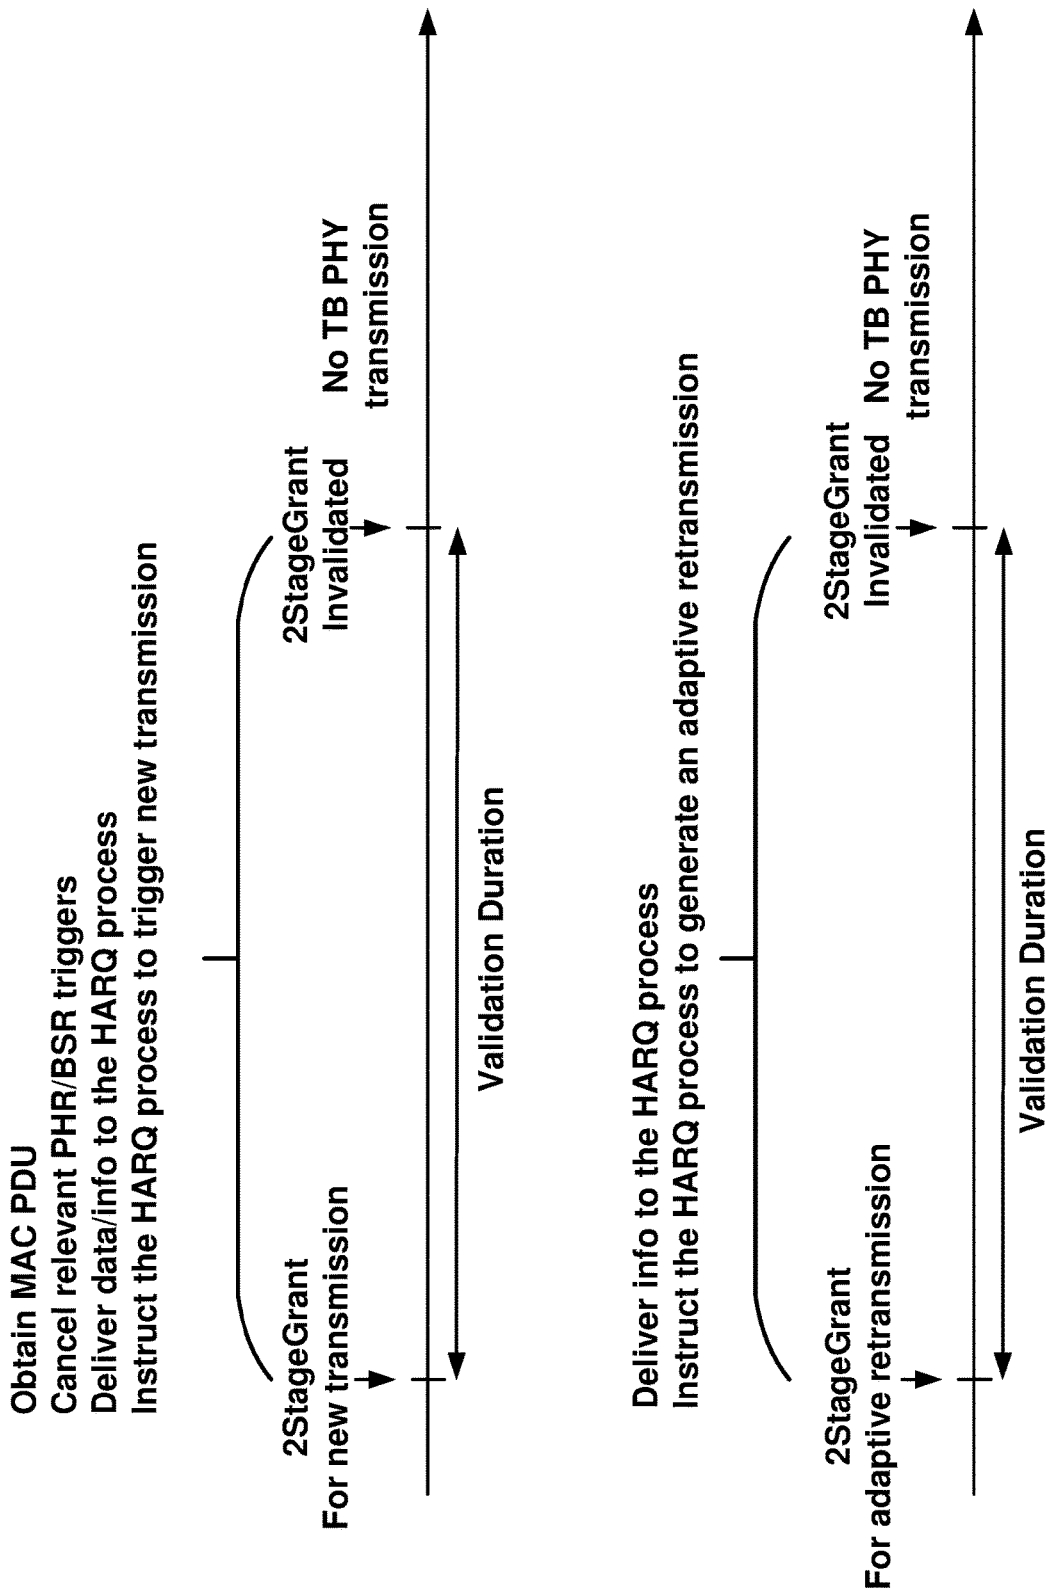 Obtain MAC PDU
Cancel relevant PHR/BSR triggers
Deliver data/info to the HARQ process
Instruct the HARQ process to trigger new transmission
2StageGrant
For new transmission
2StageGrant
Invalidated
No TB PHY
transmission
Validation Duration
Deliver info to the HARQ process
Instruct the HARQ process to generate an adaptive retransmission
2StageGrant
For adaptive retransmission
2StageGrant
Invalidated
No TB PHY
transmission
Validation Duration